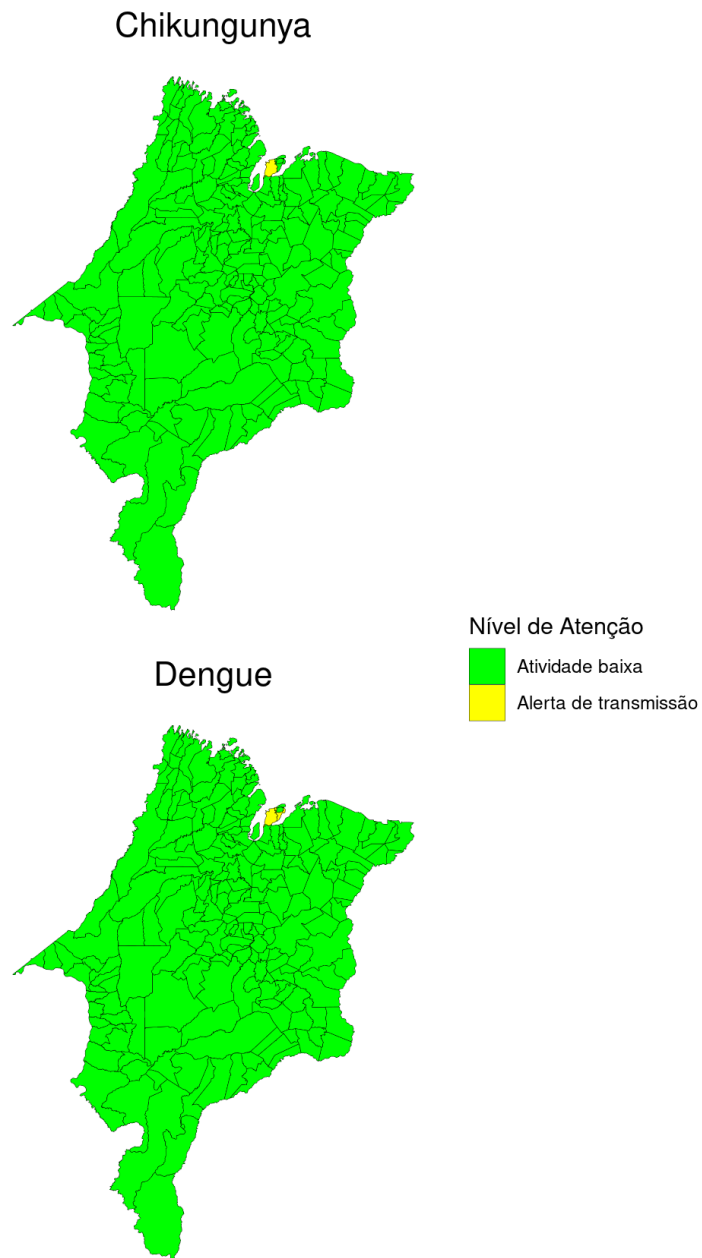 Chikungunya
Nível de Atenção
Atividade baixa
Alerta de transmissão
Dengue